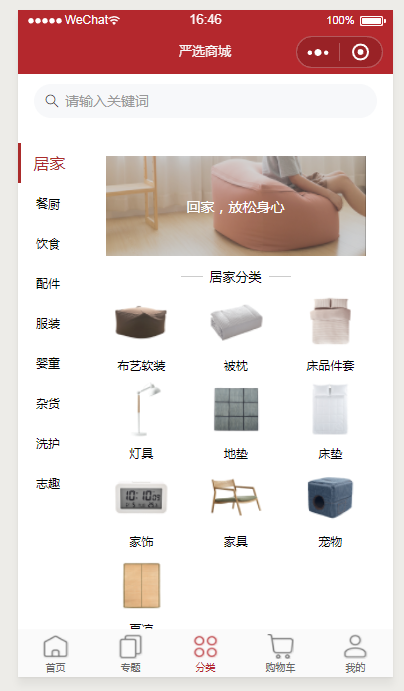 WeChat 16:46 100%
严选商城
请输入关键词
居家
餐厨
饮食
配件
服装
婴童
杂货
洗护
志趣
回家，放松身心
居家分类
布艺软装 被枕 床品件套
灯具 地垫 床垫
10:10
家饰 家具 宠物
首页 专题 分类 购物车 我的